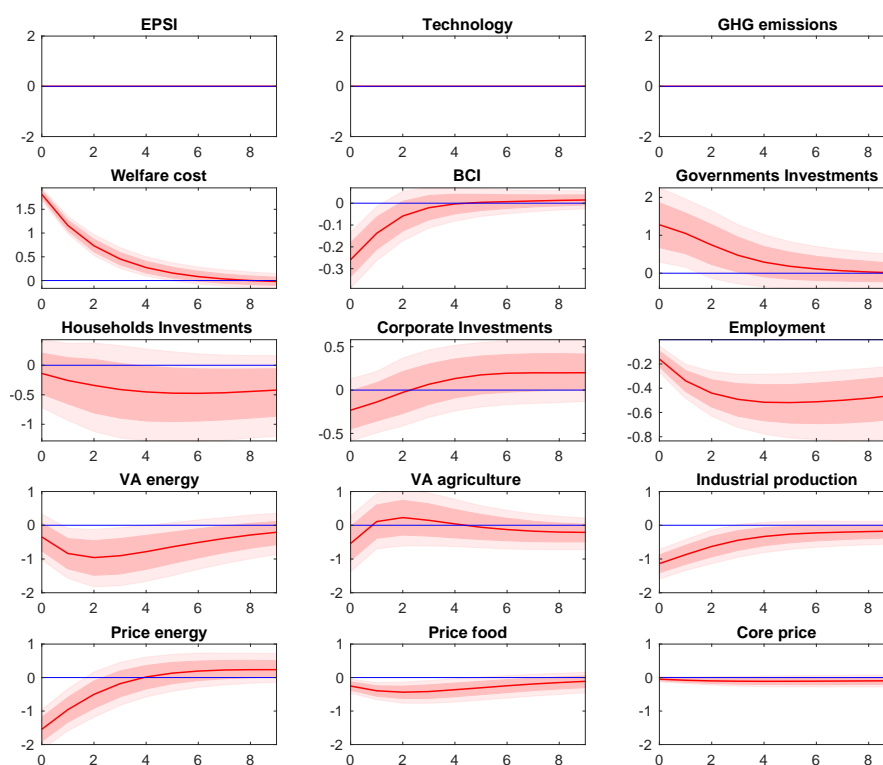 EPSI Technology GHG emissions
2 2 2
0 0 0
-2 -2 -2
0 2 4 6 8 0 2 4 6 8 0 2 4 6 8
Welfare cost BCI Governments Investments
1.5 0 2
1 -0.1 1
0.5 -0.2 0
0 -0.3
0 2 4 6 8 0 2 4 6 8 0 2 4 6 8
Households Investments Corporate Investments Employment
0 0.5 -0.2
-0.5 0 -0.4
-1 -0.5 -0.6
-0.8
0 2 4 6 8 0 2 4 6 8 0 2 4 6 8
VA energy VA agriculture Industrial production
1 1 1
0 0 0
-1 -1 -1
-2 -2 -2
0 2 4 6 8 0 2 4 6 8 0 2 4 6 8
Price energy Price food Core price
1 1 1
0 0 0
-1 -1 -1
-2 -2 -2
0 2 4 6 8 0 2 4 6 8 0 2 4 6 8